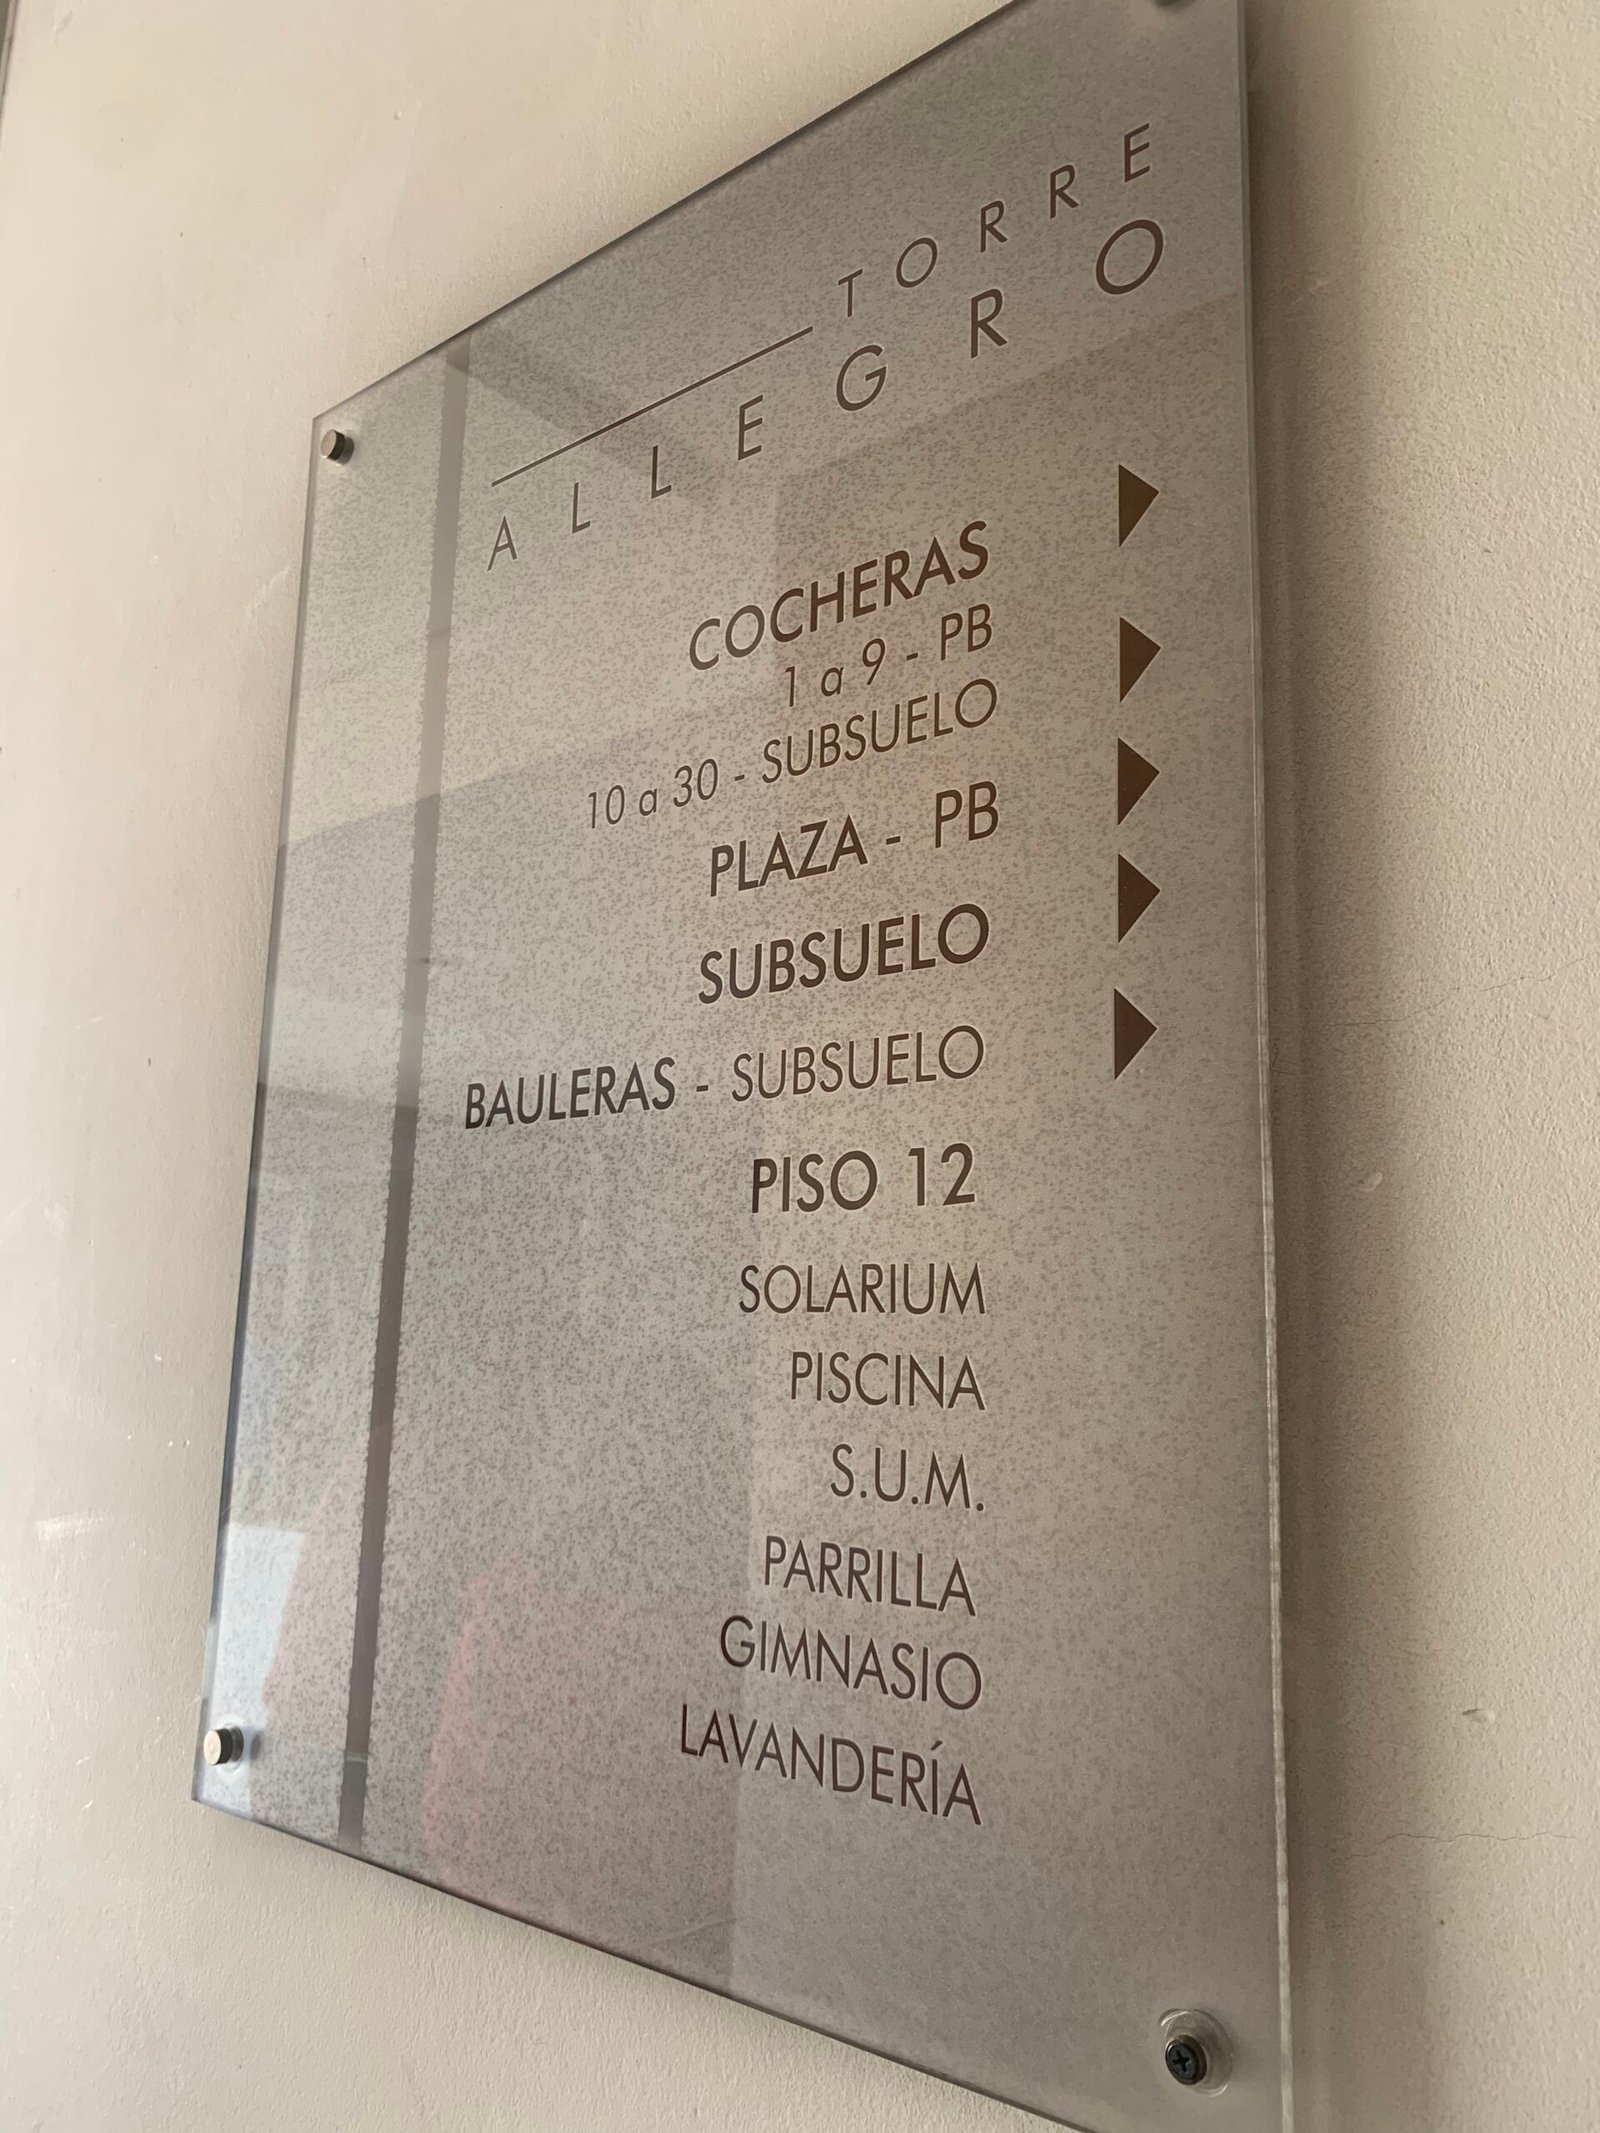 TORRE
ALLEGRO
COCHERAS
1 a 9 - PB
10 a 30 - SUBSUELO
PLAZA - PB
SUBSUELO
BAULERAS - SUBSUELO
PISO 12
SOLARIUM
PISCINA
S.U.M.
PARRILLA
GIMNASIO
LAVANDERÍA